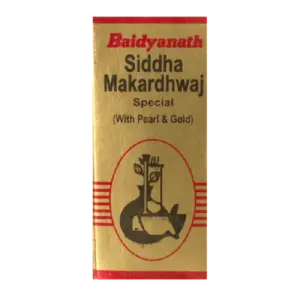 Baidyanath
Siddha
Makardhwaj
Special
(With Pearl & Gold)